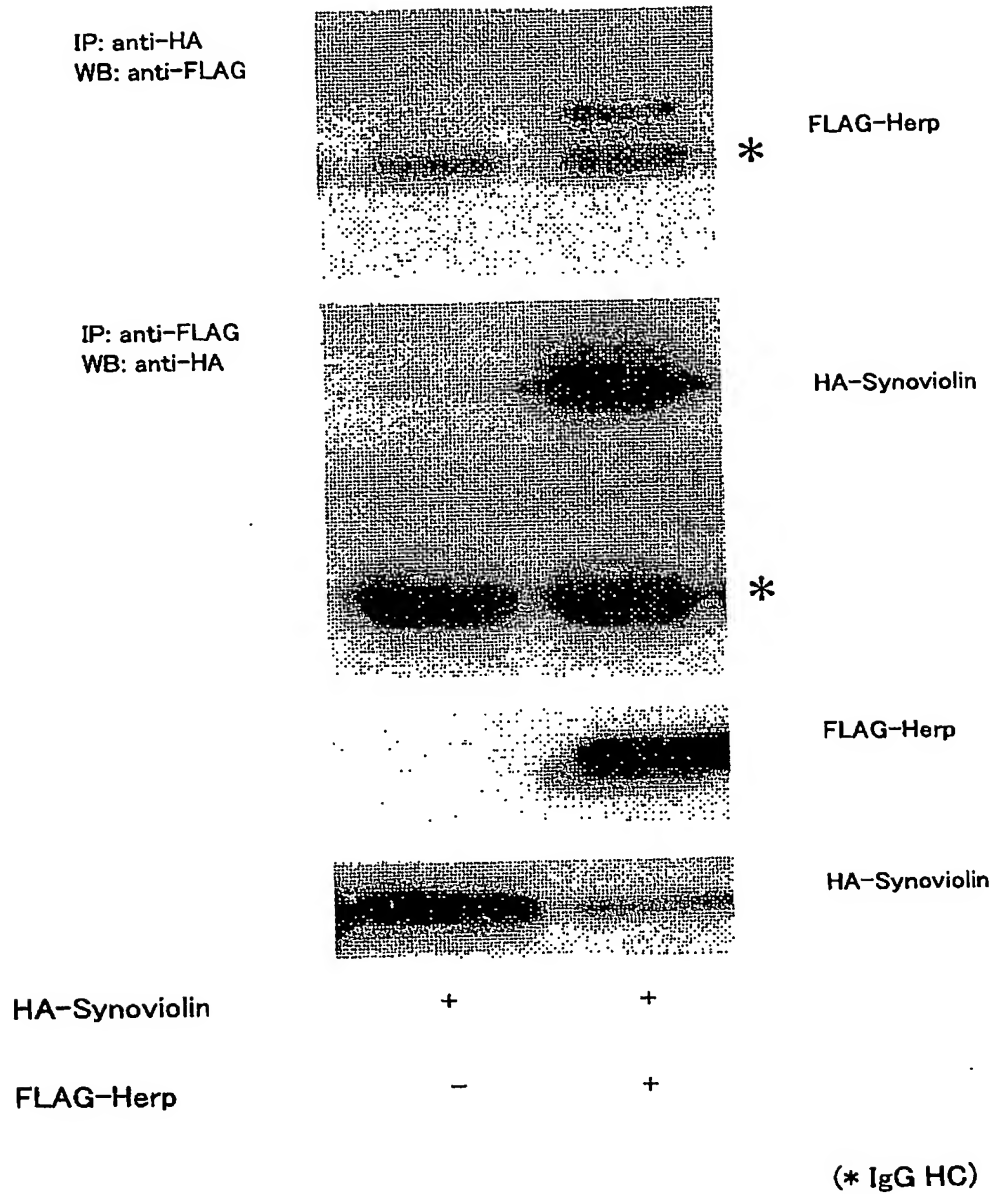 IP: anti-HA
WB: anti-FLAG
FLAG-Herp
*
IP: anti-FLAG
WB: anti-HA
HA-Synoviolin
*
FLAG-Herp
HA-Synoviolin
HA-Synoviolin + +
FLAG-Herp - +
(* IgG HC)